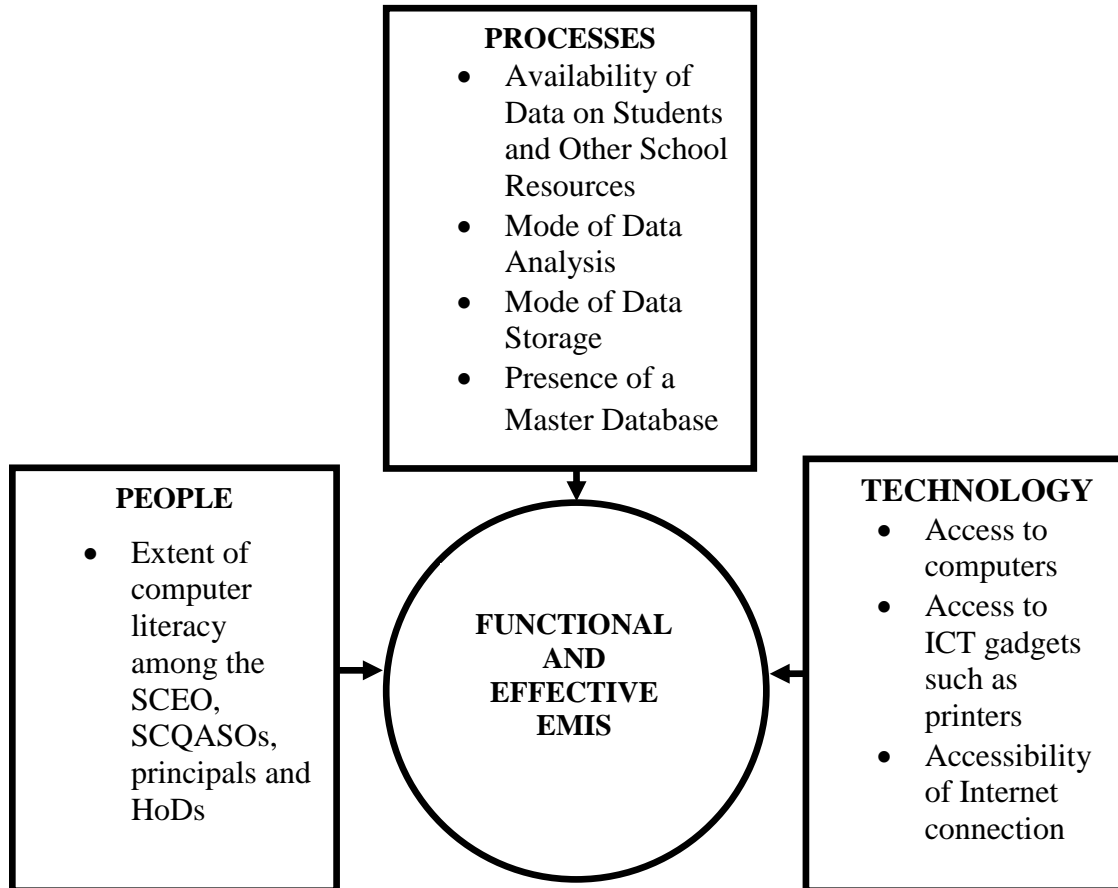 PROCESSES
• Availability of
Data on Students
and Other School
Resources
• Mode of Data
Analysis
• Mode of Data
Storage
• Presence of a
Master Database
PEOPLE
• Extent of
computer
literacy
among the
SCEO,
SCQASOs,
principals and
HoDs
FUNCTIONAL
AND
EFFECTIVE
EMIS
TECHNOLOGY
• Access to
computers
• Access to
ICT gadgets
such as
printers
• Accessibility
of Internet
connection